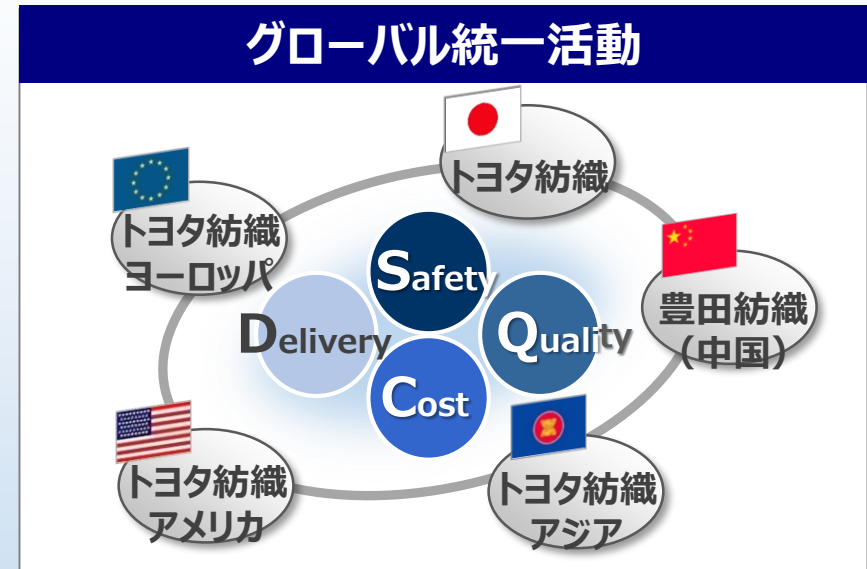 グローバル統一活動
トヨタ紡織
トヨタ紡織
ヨーロッパ
豊田紡織
（中国）
Safety
Delivery
Quality
Cost
トヨタ紡織
アメリカ
トヨタ紡織
アジア